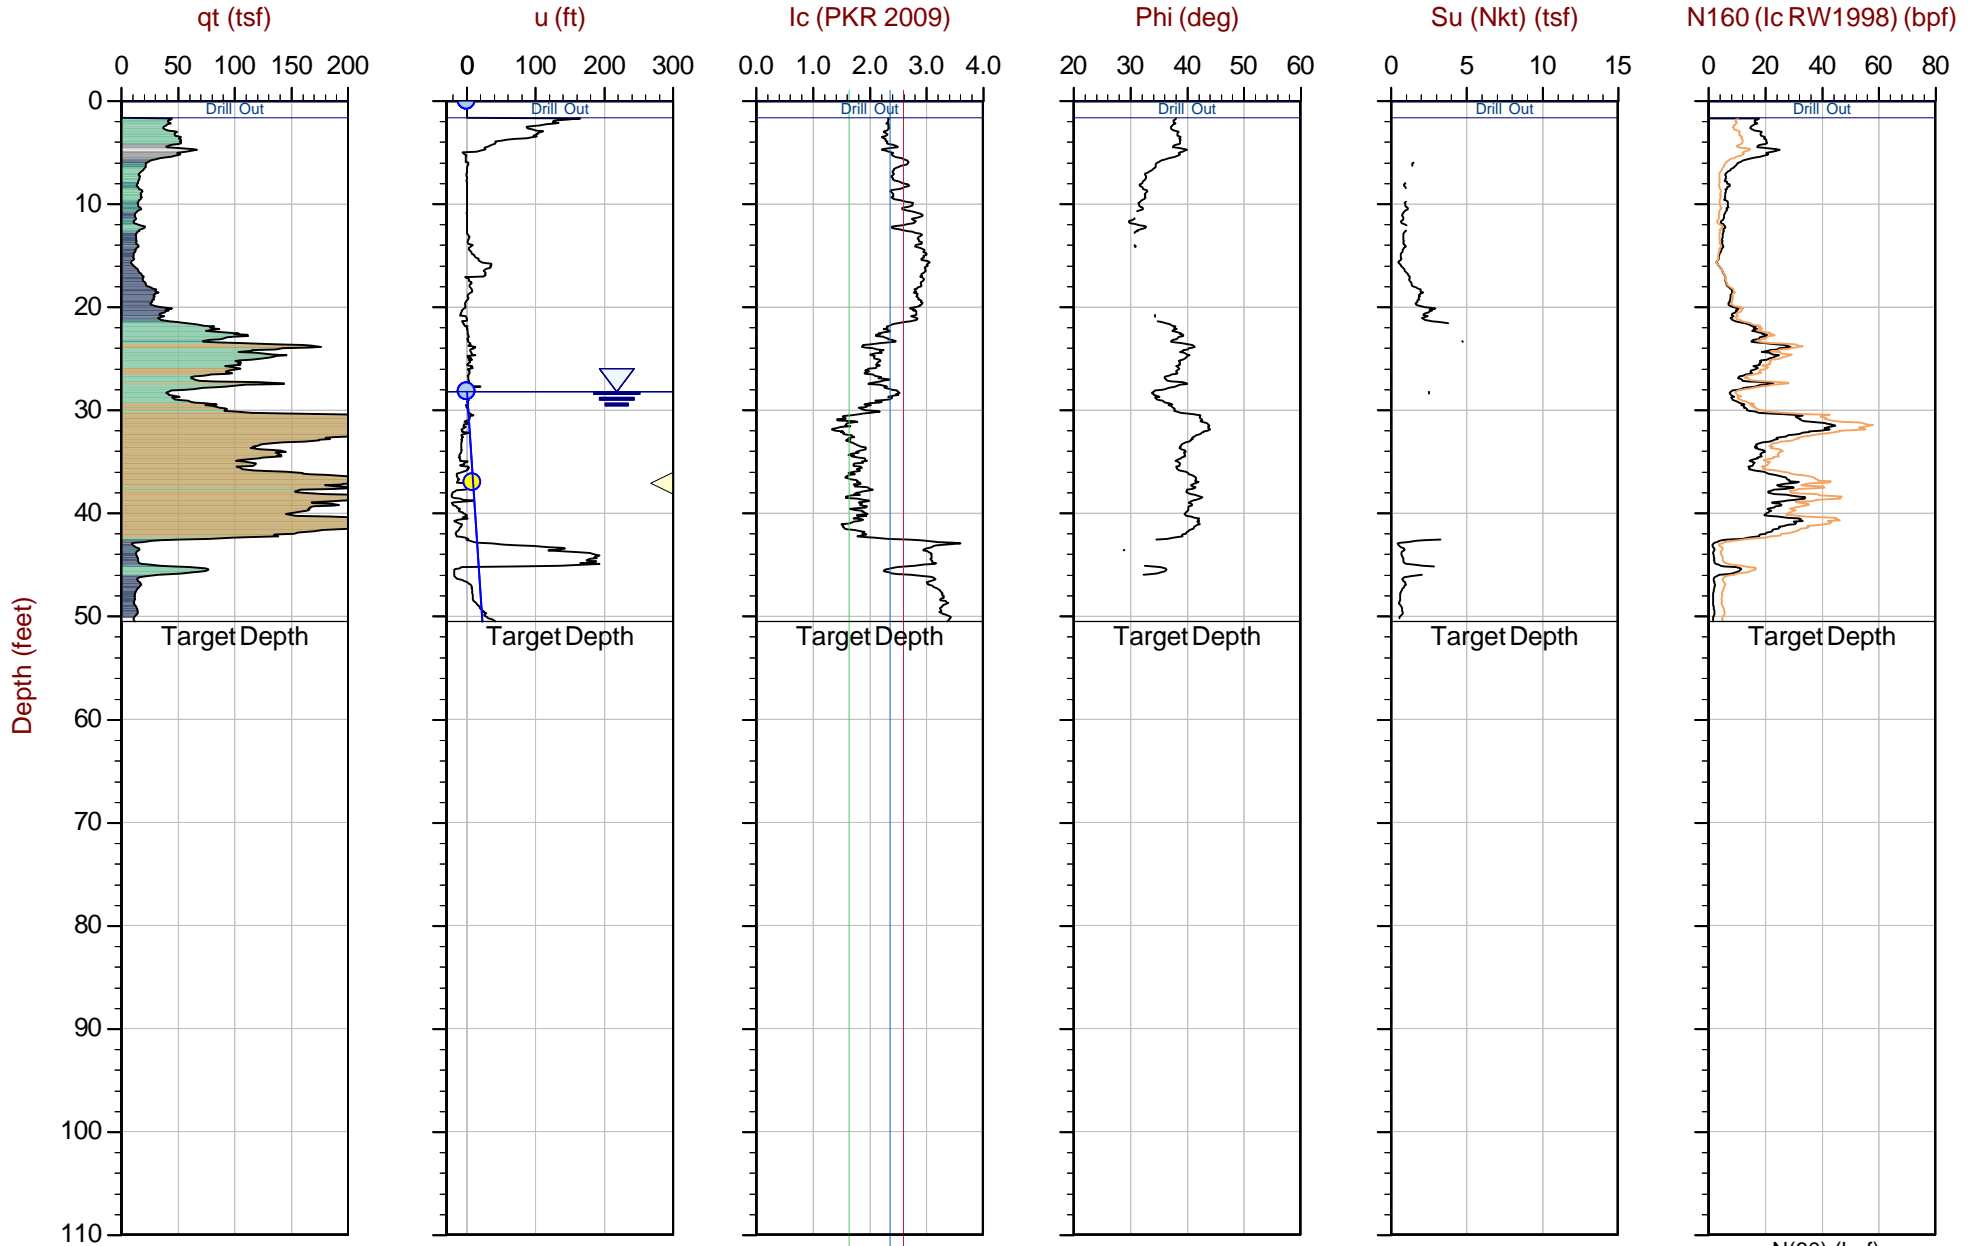 qt (tsf) u (ft) Ic (PKR 2009) Phi (deg) Su (Nkt) (tsf) N160 (Ic RW1998) (bpf)
0 50 100 150 200 0 100 200 300 0.0 1.0 2.0 3.0 4.0 20 30 40 50 60 0 5 10 15 0 20 40 60 80
0 Drill Out Drill Out Drill Out Drill Out Drill Out Drill Out
10
20
30
40
50
Target Depth Target Depth Target Depth Target Depth Target Depth Target Depth
Depth (feet)
60
70
80
90
100
110